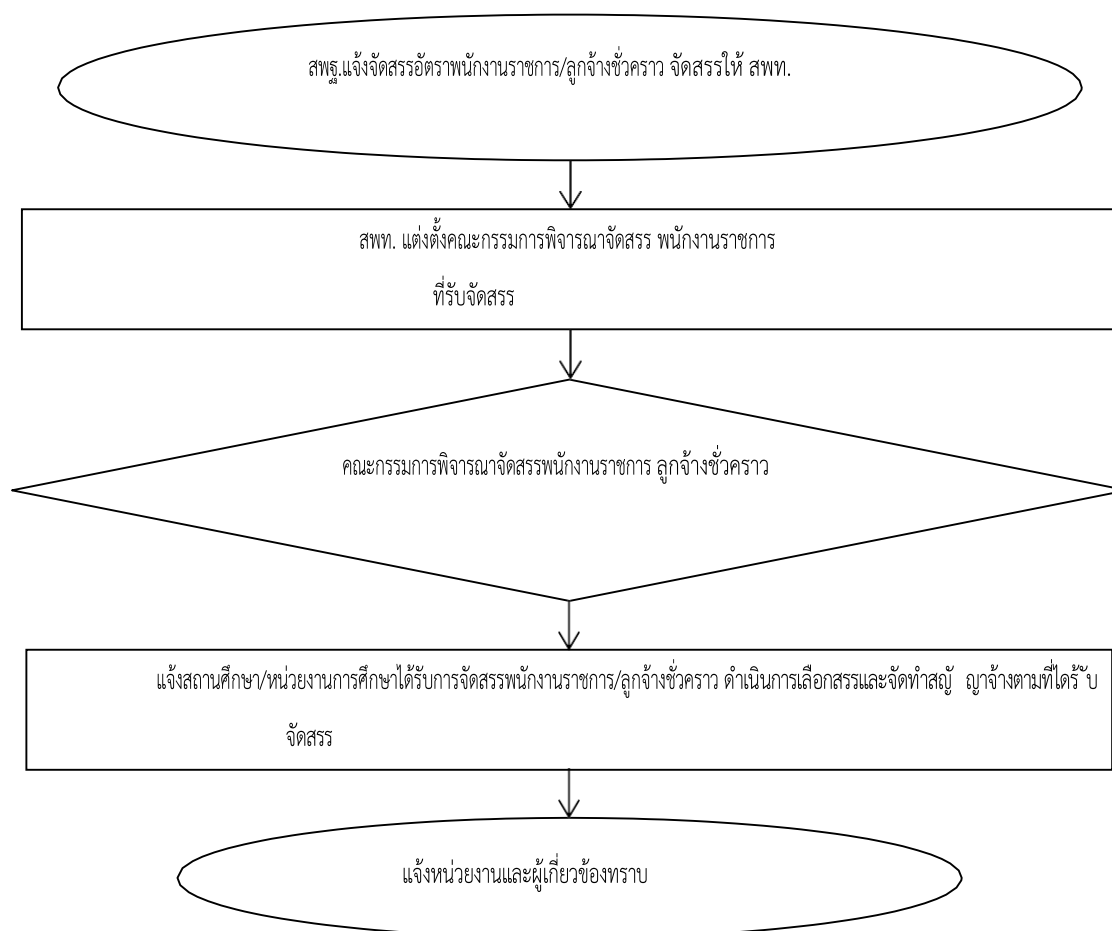 สพฐ.แจ้งจัดสรรอัตราพนักงานราชการ/ลูกจ้างชั่วคราว จัดสรรให้ สพท.
สพท. แต่งตั้งคณะกรรมการพิจารณาจัดสรร พนักงานราชการ
ที่รับจัดสรร
คณะกรรมการพิจารณาจัดสรรพนักงานราชการ ลูกจ้างชั่วคราว
แจ้งสถานศึกษา/หน่วยงานการศึกษาได้รับการจัดสรรพนักงานราชการ/ลูกจ้างชั่วคราว ดำเนินการเลือกสรรและจัดทำสญั ญาจ้างตามที่ไดร้ ับ
จัดสรร
แจ้งหน่วยงานและผู้เกี่ยวข้องทราบ